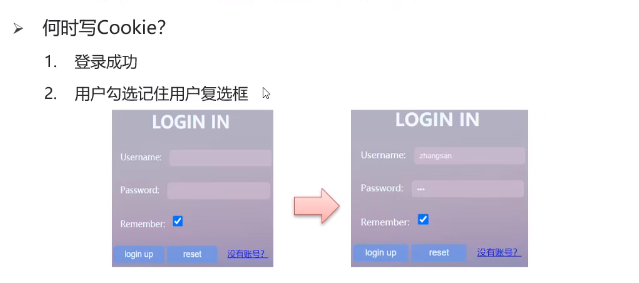 何时写Cookie?
1. 登录成功
2. 用户勾选记住用户复选框
LOGIN IN
Username:
Password:
Remember:
login up reset 没有账号?
LOGIN IN
Username: zhangsan
Password: •••
Remember:
login up reset 没有账号?